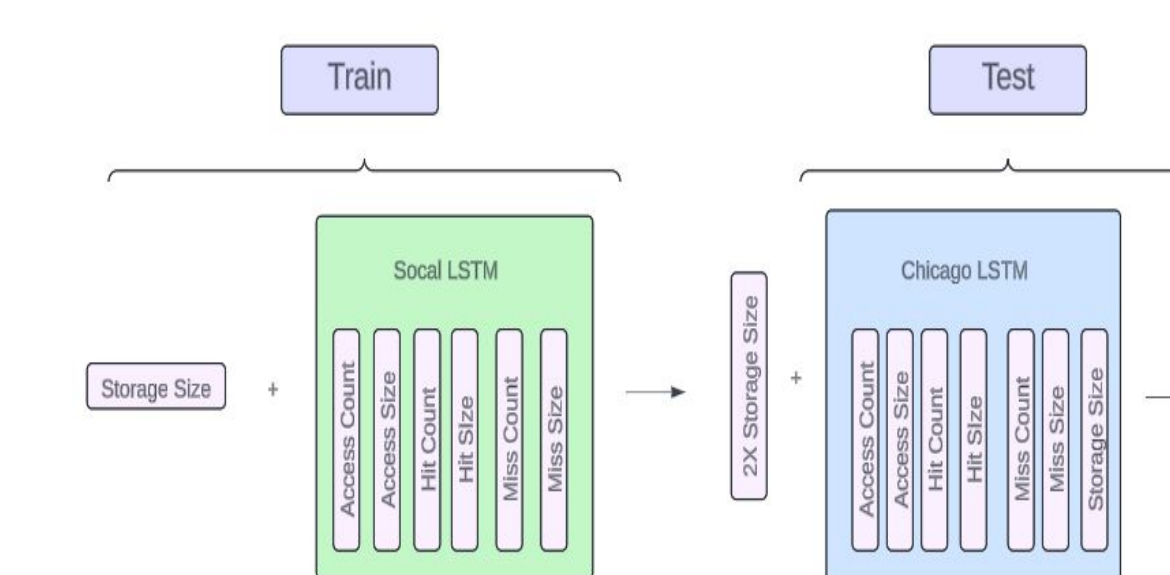 Train
Test
Socal LSTM
Chicago LSTM
Storage Size
+
Access Count
Access Size
Hit Count
Hit SIze
Miss Count
Miss Size
2X Storage Size
+
Access Count
Access Size
Hit Count
Hit SIze
Miss Count
Miss Size
Storage Size